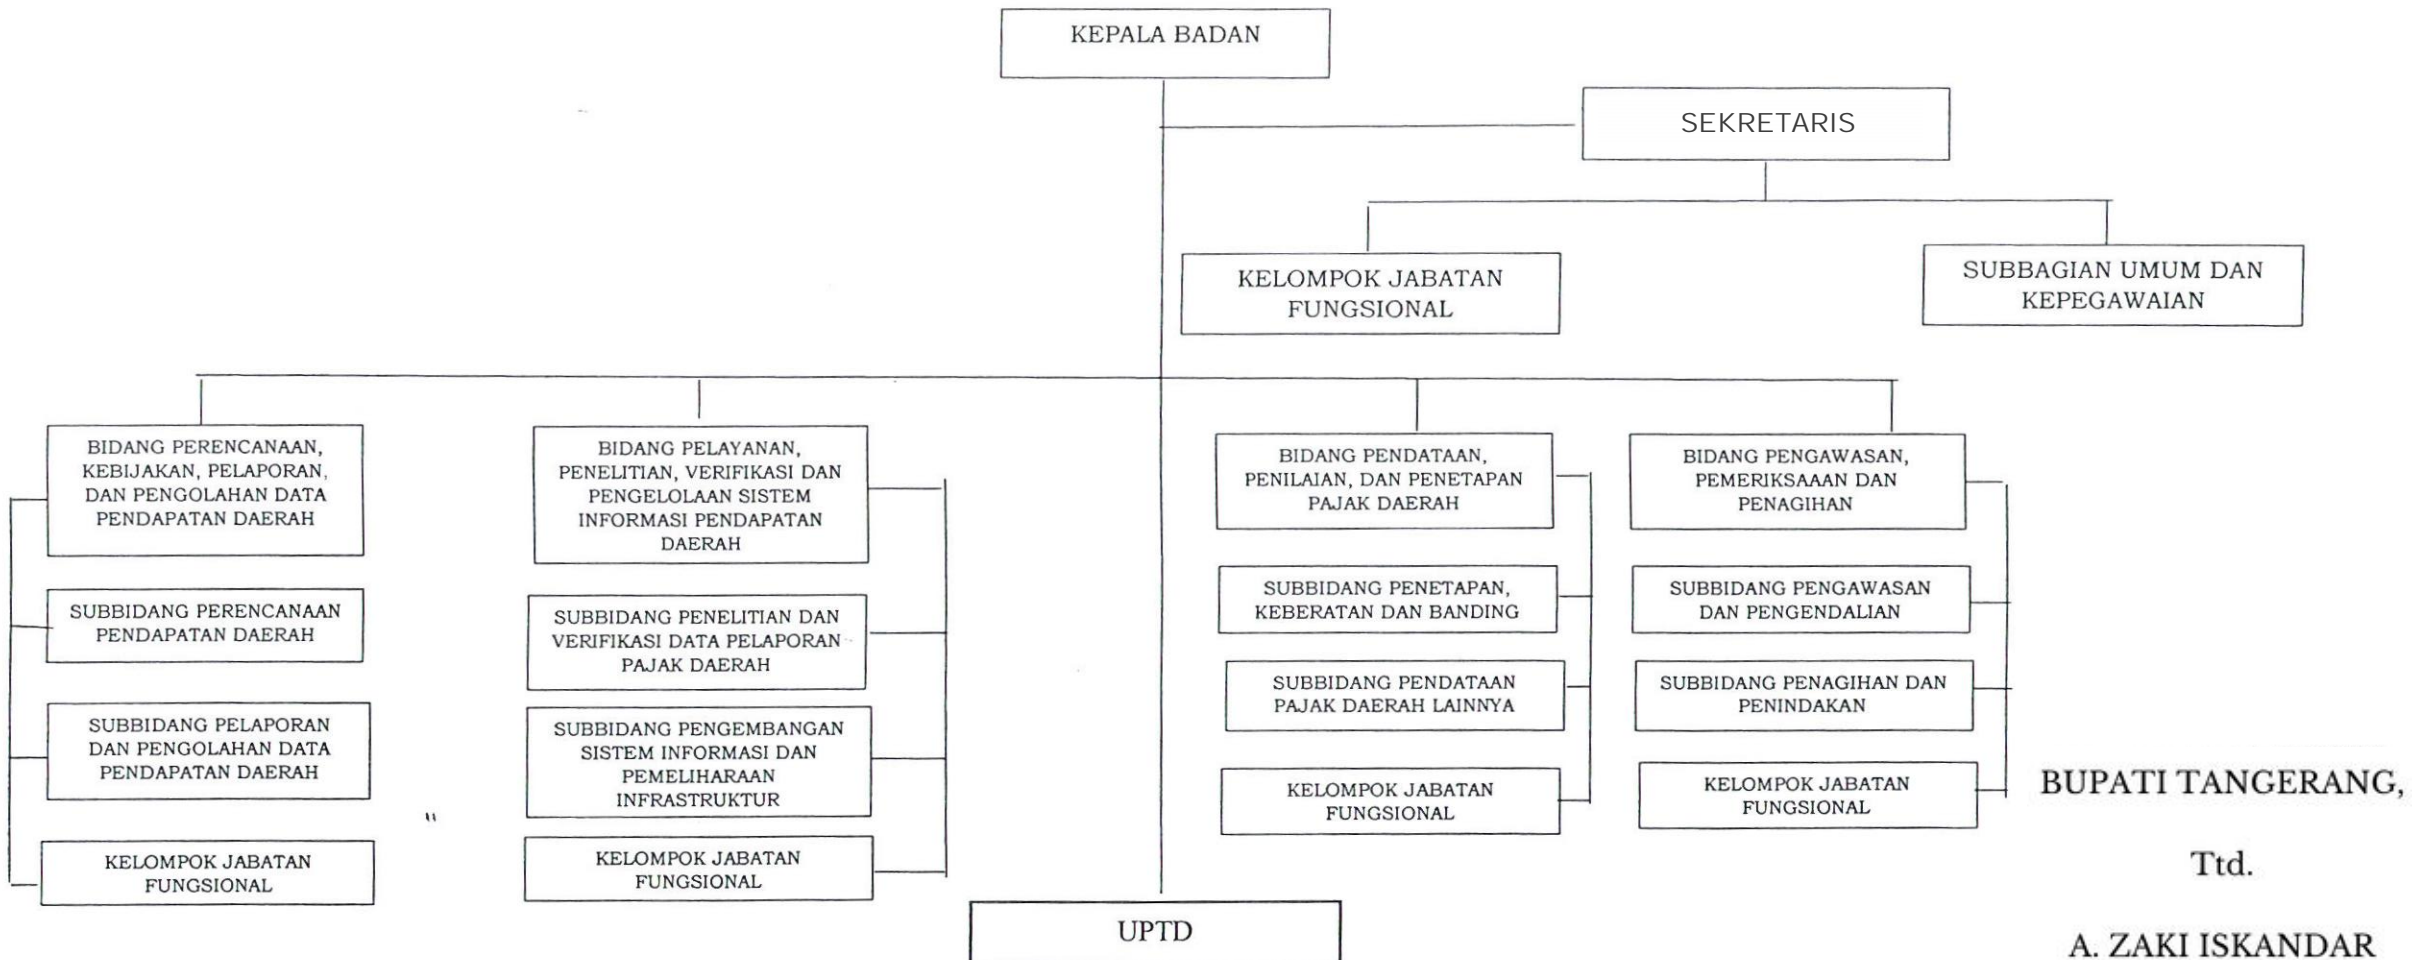 KEPALA BADAN
SEKRETARIS
KELOMPOK JABATAN
FUNGSIONAL
SUBBAGIAN UMUM DAN
KEPEGAWAIAN
BIDANG PERENCANAAN,
KEBIJAKAN, PELAPORAN,
DAN PENGOLAHAN DATA
PENDAPATAN DAERAH
SUBBIDANG PERENCANAAN
PENDAPATAN DAERAH
SUBBIDANG PELAPORAN
DAN PENGOLAHAN DATA
PENDAPATAN DAERAH
KELOMPOK JABATAN
FUNGSIONAL
BIDANG PELAYANAN,
PENELITIAN, VERIFIKASI DAN
PENGELOLAAN SISTEM
INFORMASI PENDAPATAN
DAERAH
SUBBIDANG PENELITIAN DAN
VERIFIKASI DATA PELAPORAN
PAJAK DAERAH
SUBBIDANG PENGEMBANGAN
SISTEM INFORMASI DAN
PEMELIHARAAN
INFRASTRUKTUR
KELOMPOK JABATAN
FUNGSIONAL
BIDANG PENDATAAN,
PENILAIAN, DAN PENETAPAN
PAJAK DAERAH
SUBBIDANG PENETAPAN,
KEBERATAN DAN BANDING
SUBBIDANG PENDATAAN
PAJAK DAERAH LAINNYA
KELOMPOK JABATAN
FUNGSIONAL
BIDANG PENGAWASAN,
PEMERIKSAAAN DAN
PENAGIHAN
SUBBIDANG PENGAWASAN
DAN PENGENDALIAN
SUBBIDANG PENAGIHAN DAN
PENINDAKAN
KELOMPOK JABATAN
FUNGSIONAL
UPTD
BUPATI TANGERANG,
Ttd.
A. ZAKI ISKANDAR